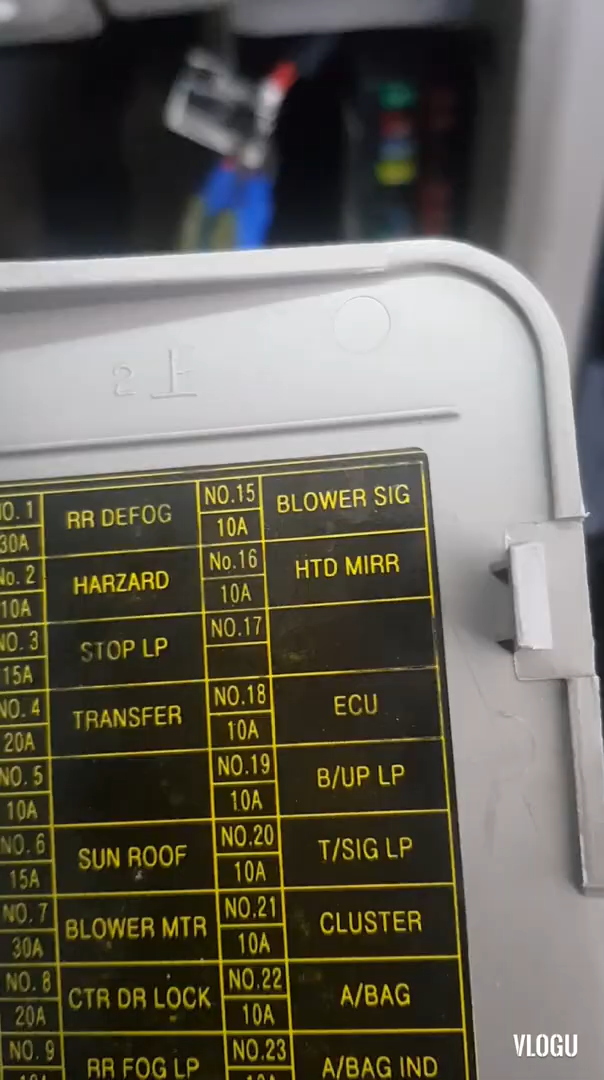 2 上
NO. 1 RR DEFOG NO.15 BLOWER SIG
30A 10A
No. 2 HARZARD No.16 HTD MIRR
10A 10A
NO. 3 STOP LP NO.17
15A
NO. 4 TRANSFER NO.18 ECU
20A 10A
NO. 5 NO.19 B/UP LP
10A 10A
NO. 6 SUN ROOF NO.20 T/SIG LP
15A 10A
NO. 7 BLOWER MTR NO.21 CLUSTER
30A 10A
NO. 8 CTR DR LOCK NO.22 A/BAG
20A 10A
NO. 9 RR FOG LP NO.23 A/BAG IND
VLOGU